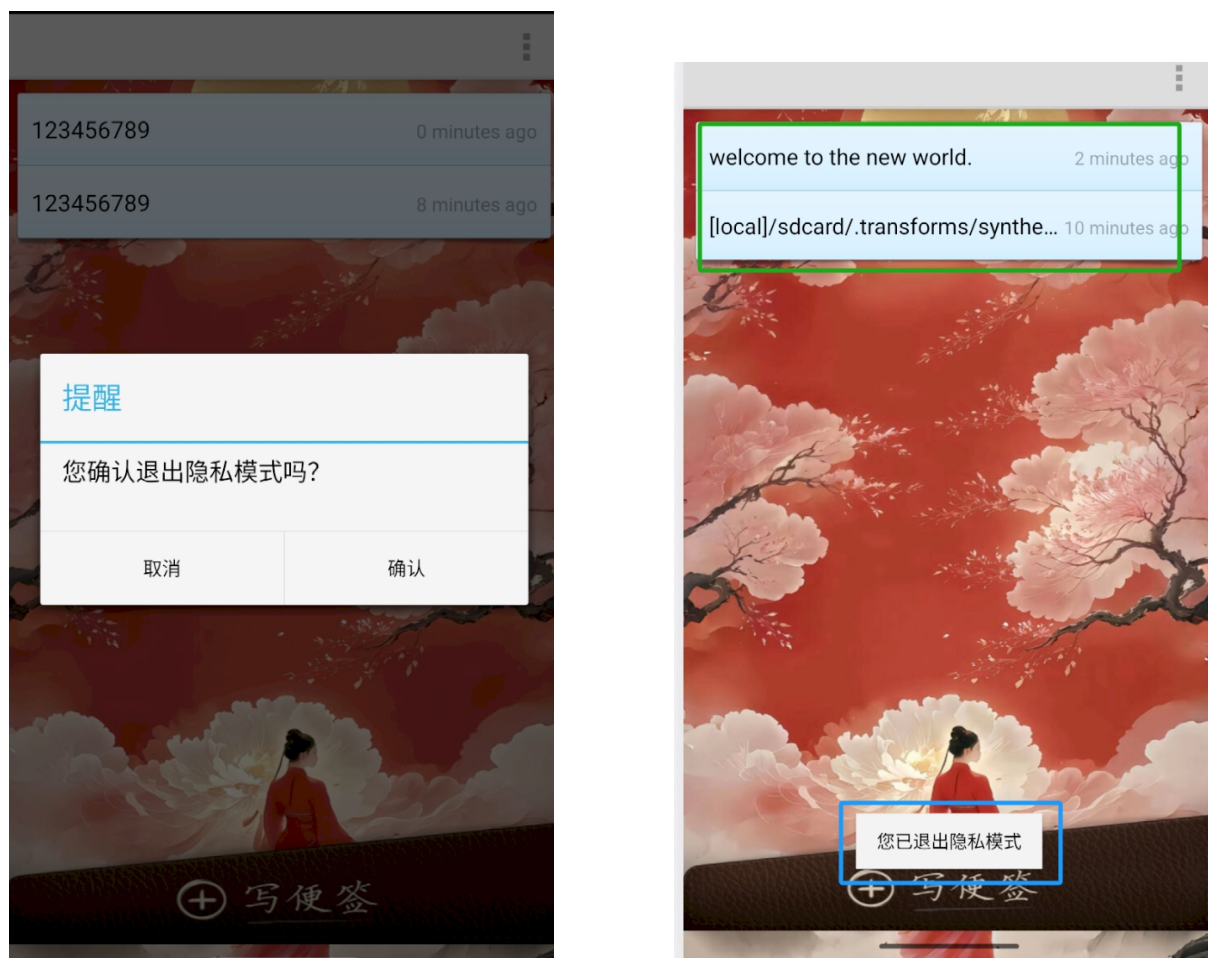 123456789
0 minutes ago
123456789
8 minutes ago
提醒
您确认退出隐私模式吗?
取消
确认
写便签
welcome to the new world.
2 minutes ago
[local]/sdcard/.transforms/synthe...
10 minutes ago
您已退出隐私模式
写便签